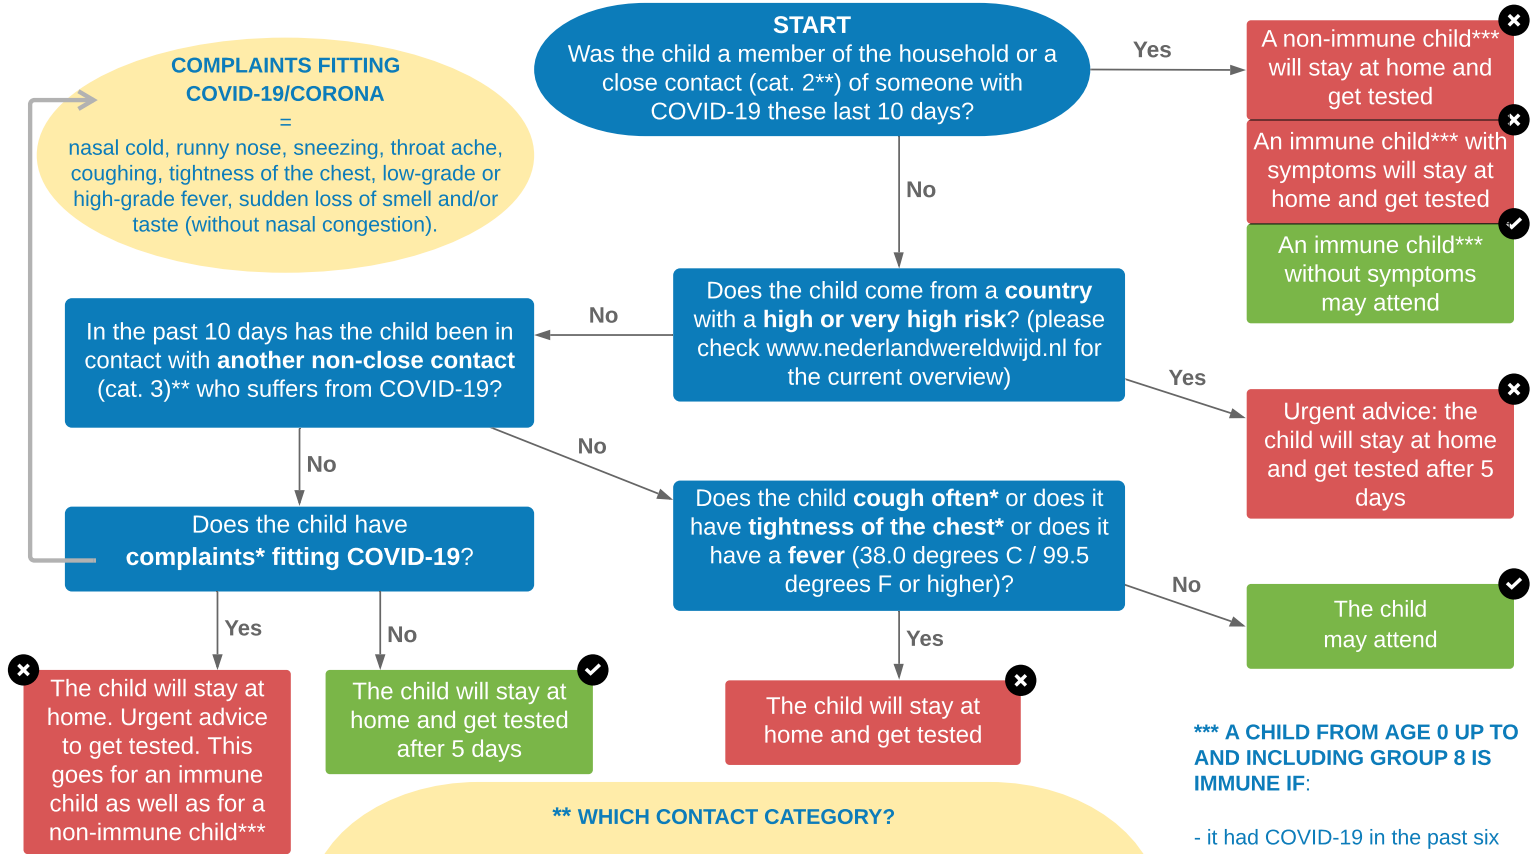 START
Was the child a member of the household or a
close contact (cat. 2**) of someone with
COVID-19 these last 10 days?
Yes
A non-immune child***
will stay at home and
get tested
An immune child*** with
symptoms will stay at
home and get tested
An immune child***
without symptoms
may attend
COMPLAINTS FITTING
COVID-19/CORONA
=
nasal cold, runny nose, sneezing, throat ache,
coughing, tightness of the chest, low-grade or
high-grade fever, sudden loss of smell and/or
taste (without nasal congestion).
No
Does the child come from a country
with a high or very high risk? (please
check www.nederlandwereldwijd.nl for
the current overview)
No
Yes
In the past 10 days has the child been in
contact with another non-close contact
(cat. 3)** who suffers from COVID-19?
Urgent advice: the
child will stay at home
and get tested after 5
days
No
No
Does the child have
complaints* fitting COVID-19?
Does the child cough often* or does it
have tightness of the chest* or does it
have a fever (38.0 degrees C / 99.5
degrees F or higher)?
No
The child
may attend
Yes
No
Yes
The child will stay at
home. Urgent advice
to get tested. This
goes for an immune
child as well as for a
non-immune child***
The child will stay at
home and get tested
after 5 days
The child will stay at
home and get tested
*** A CHILD FROM AGE 0 UP TO
AND INCLUDING GROUP 8 IS
IMMUNE IF:
- it had COVID-19 in the past six
** WHICH CONTACT CATEGORY?